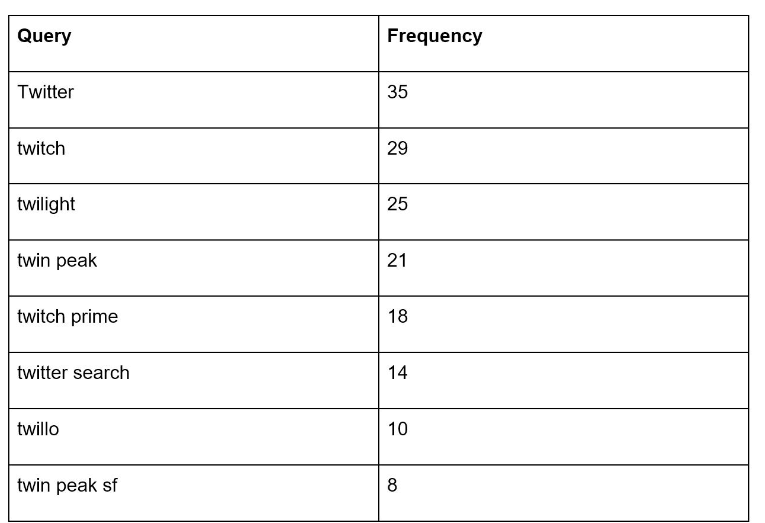 Query Frequency
Twitter 35
twitch 29
twilight 25
twin peak 21
twitch prime 18
twitter search 14
twillo 10
twin peak sf 8